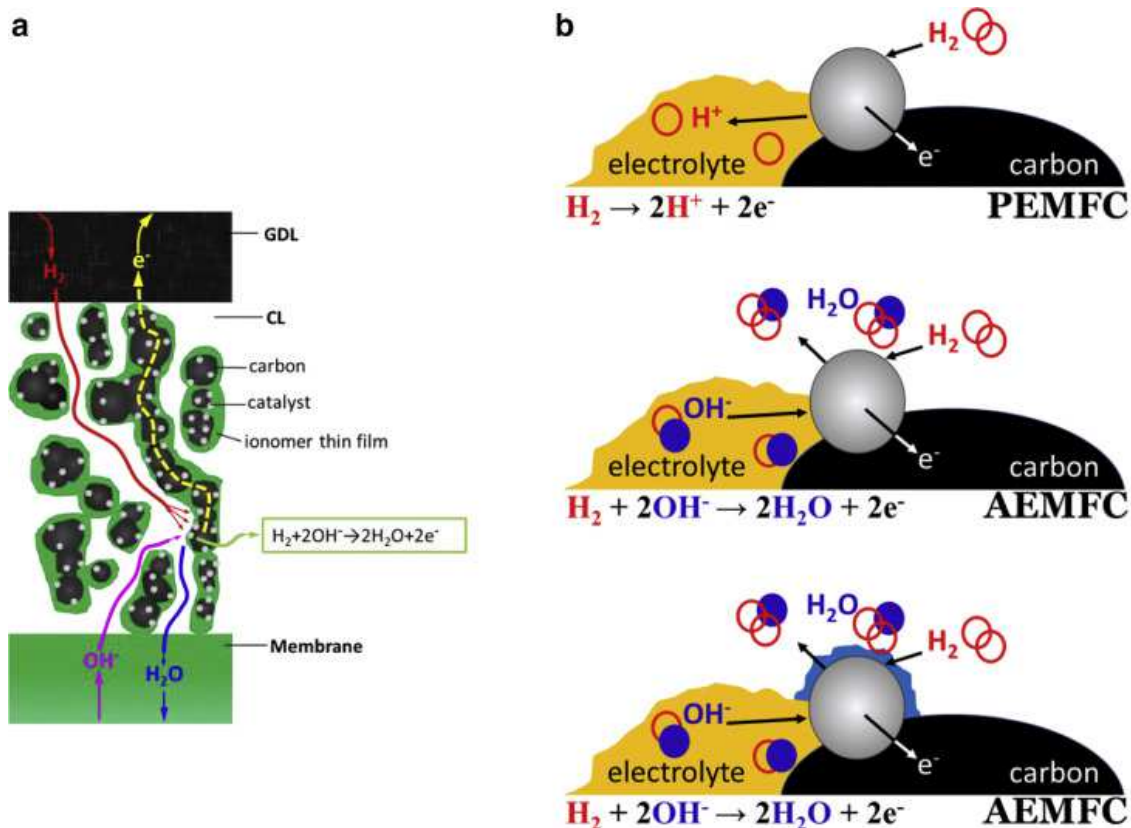 a
GDL
e⁻
H₂
CL
carbon
catalyst
ionomer thin film
H₂+2OH⁻→2H₂O+2e⁻
Membrane
OH⁻
H₂O
b
H₂
H⁺
electrolyte
e⁻
carbon
H₂ → 2H⁺ + 2e⁻
PEMFC
H₂O
H₂
OH⁻
electrolyte
e⁻
carbon
H₂ + 2OH⁻ → 2H₂O + 2e⁻
AEMFC
H₂O
H₂
OH⁻
electrolyte
e⁻
carbon
H₂ + 2OH⁻ → 2H₂O + 2e⁻
AEMFC